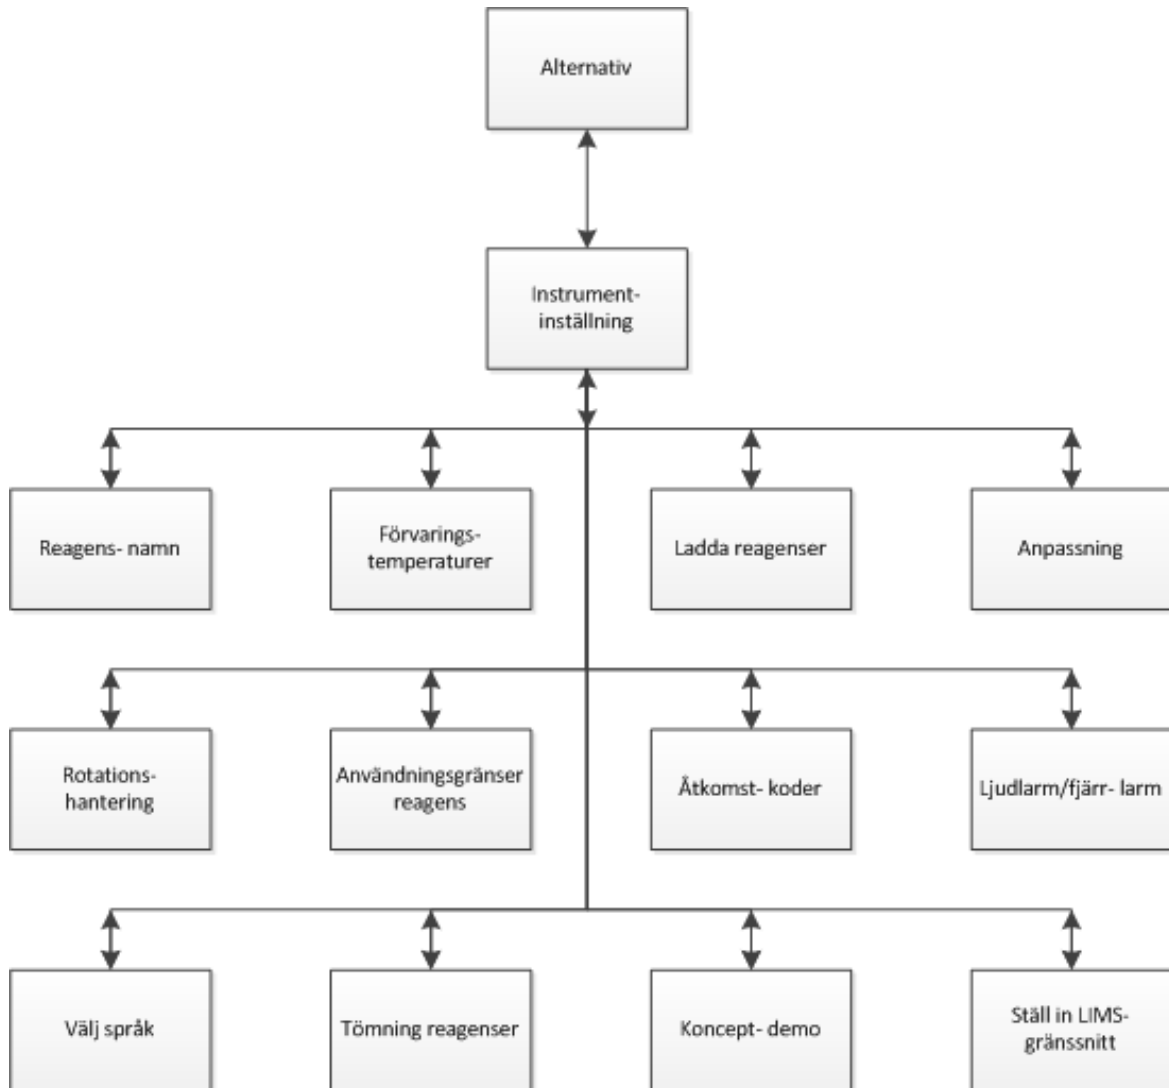 Alternativ
Instrument-
inställning
Reagens- namn
Förvarings-
temperaturer
Ladda reagenser
Anpassning
Rotations-
hantering
Användningsgränser
reagens
Åtkomst- koder
Ljudlarm/fjärr- larm
Välj språk
Tömning reagenser
Koncept- demo
Ställ in LIMS-
gränssnitt